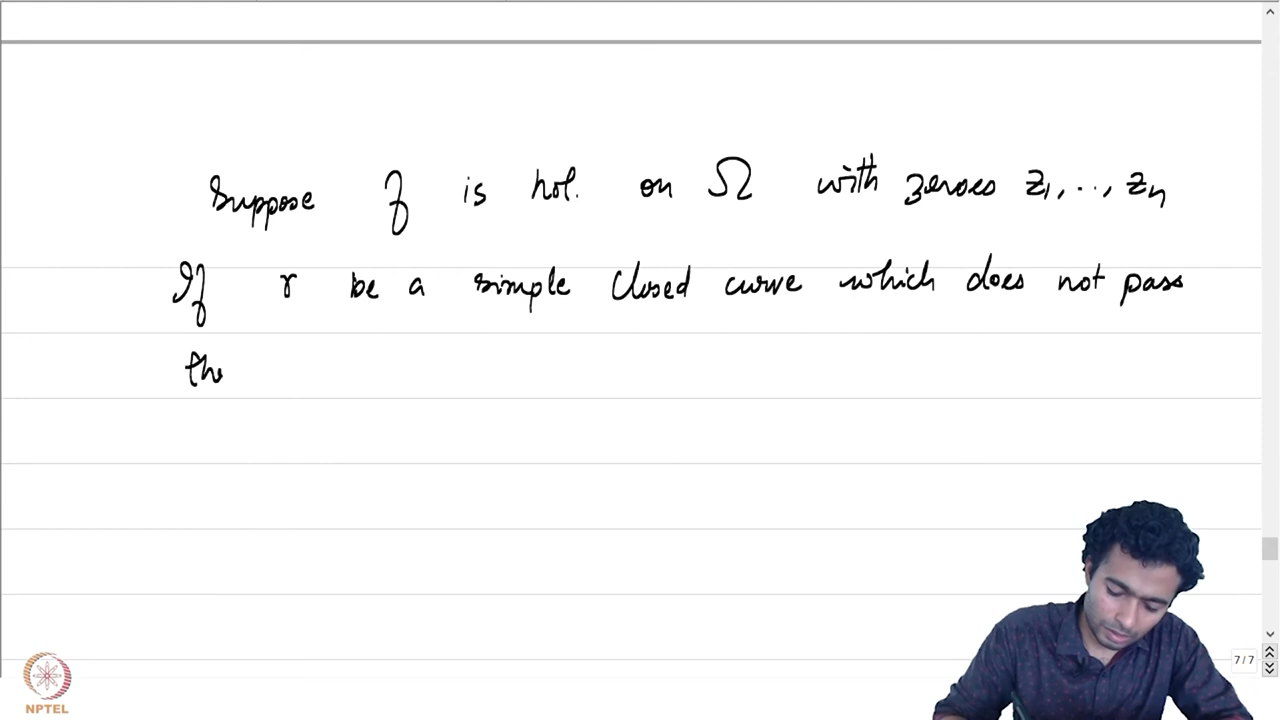 Suppose f is hol. on Ω with zeroes z₁, ..., zₙ
If γ be a simple closed curve which does not pass
the
7 / 7
NPTEL